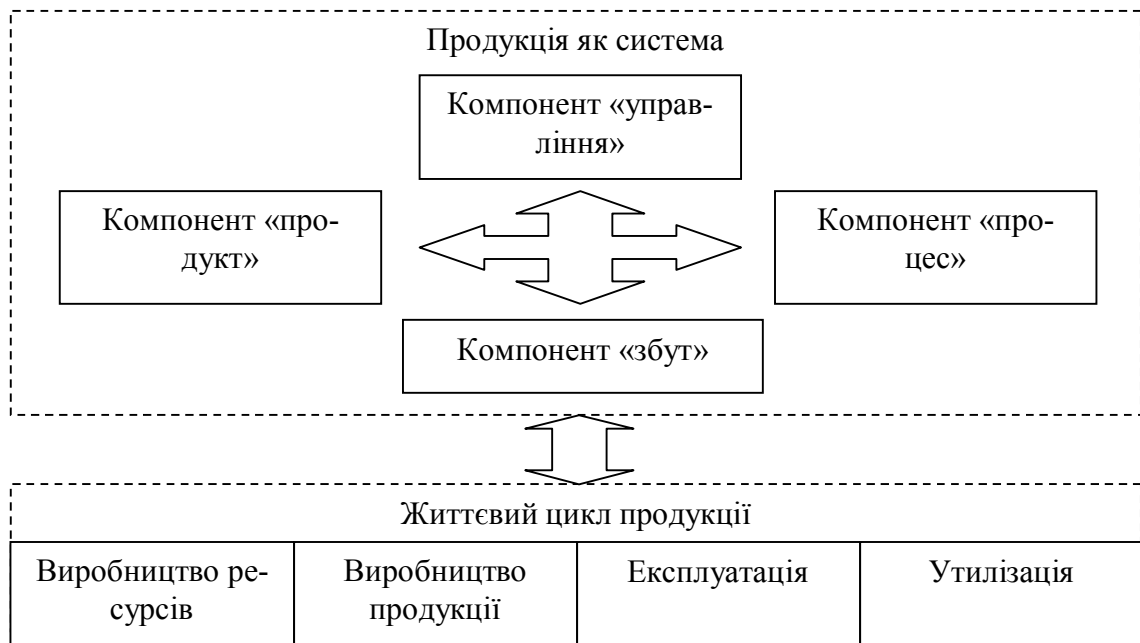 Продукція як система
Компонент «управ-
ління»
Компонент «про-
дукт»
Компонент «про-
цес»
Компонент «збут»
Життєвий цикл продукції
Виробництво ре-
сурсів
Виробництво
продукції
Експлуатація
Утилізація